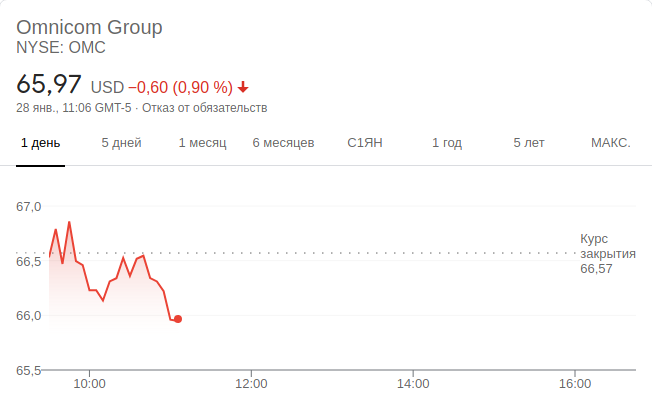 Omnicom Group
NYSE: OMC
65,97 USD −0,60 (0,90 %)
28 янв., 11:06 GMT-5 · Отказ от обязательств
1 день 5 дней 1 месяц 6 месяцев С1ЯН 1 год 5 лет МАКС.
67,0
66,5
66,0
65,5
Курс
закрытия
66,57
10:00 12:00 14:00 16:00